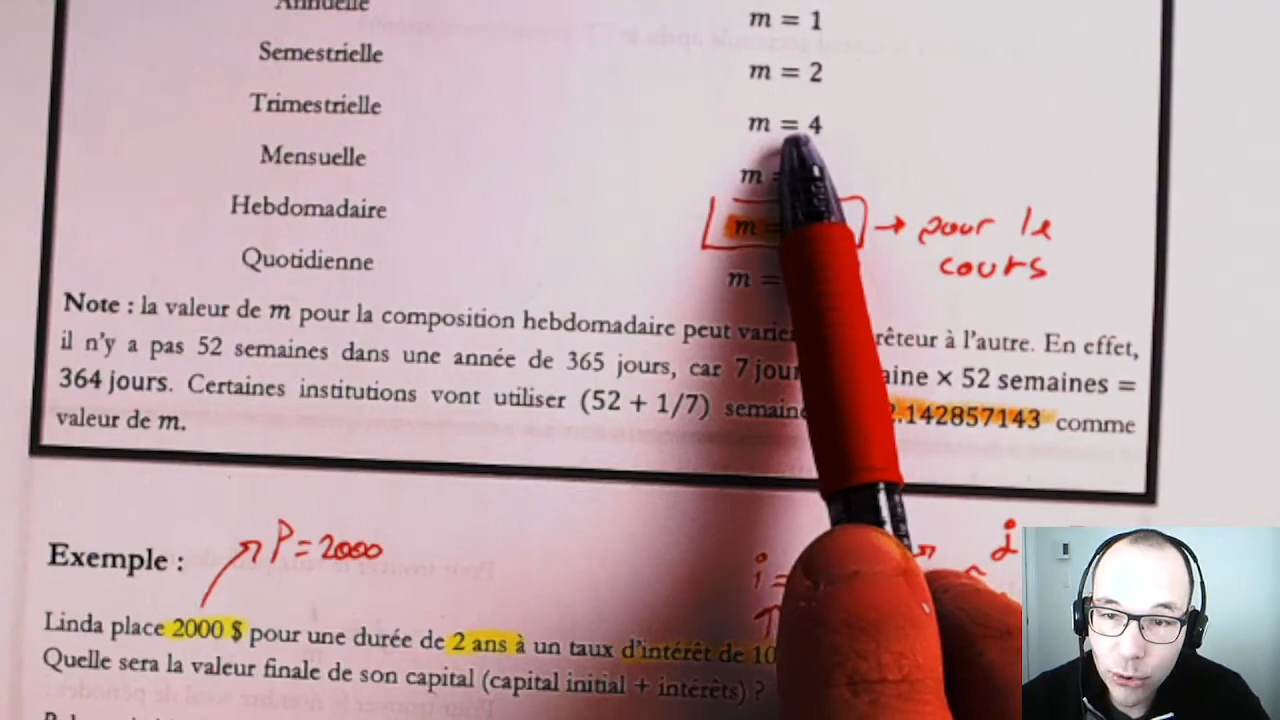 Annuelle m = 1
Semestrielle m = 2
Trimestrielle m = 4
Mensuelle m =
Hebdomadaire m = → pour le cours
Quotidienne m =
Note : la valeur de m pour la composition hebdomadaire peut rêteur à l'autre. En effet,
il n'y a pas 52 semaines dans une année de 365 jours, car 7 aine × 52 semaines =
364 jours. Certaines institutions vont utiliser (52 + 1/7) .142857143 comme
valeur de m.
P = 2000
i =
j
Exemple :
Linda place 2000 $ pour une durée de 2 ans à un taux d'intérêt de 10
Quelle sera la valeur finale de son capital (capital initial + intérêts) ?